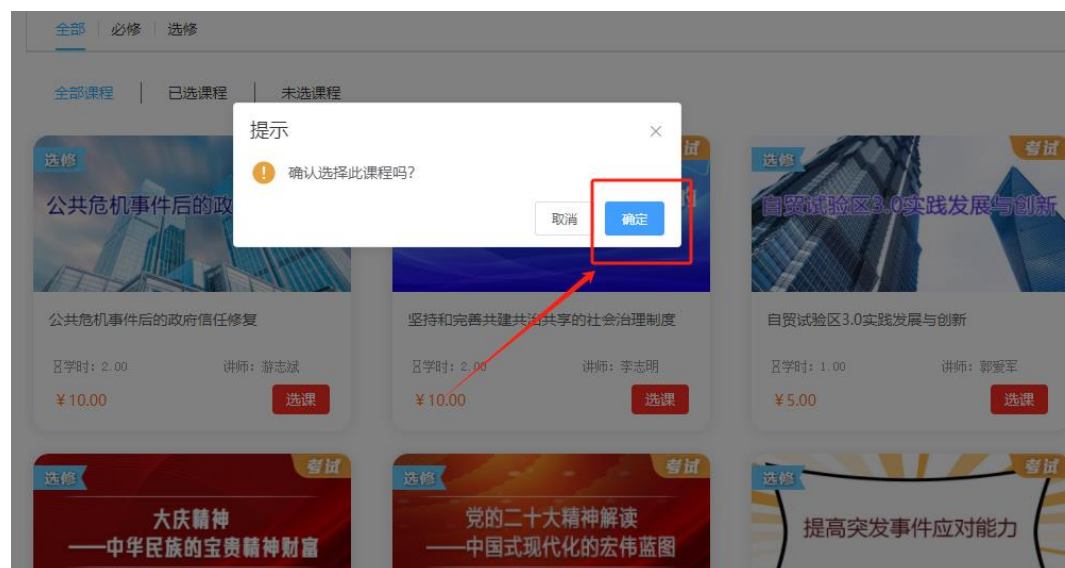 全部 必修 选修
全部课程 已选课程 未选课程
提示
确认选择此课程吗?
取消 确定
选修
公共危机事件后的政
试
选修 考试
自贸试验区3.0实践发展与创新
公共危机事件后的政府信任修复
坚持和完善共建共治共享的社会治理制度
自贸试验区3.0实践发展与创新
学时: 2.00 讲师: 游志斌
学时: 2.00 讲师: 李志明
学时: 1.00 讲师: 郭爱军
¥10.00 选课
¥10.00 选课
¥5.00 选课
选修 考试
大庆精神
——中华民族的宝贵精神财富
选修 考试
党的二十大精神解读
——中国式现代化的宏伟蓝图
选修 考试
提高突发事件应对能力